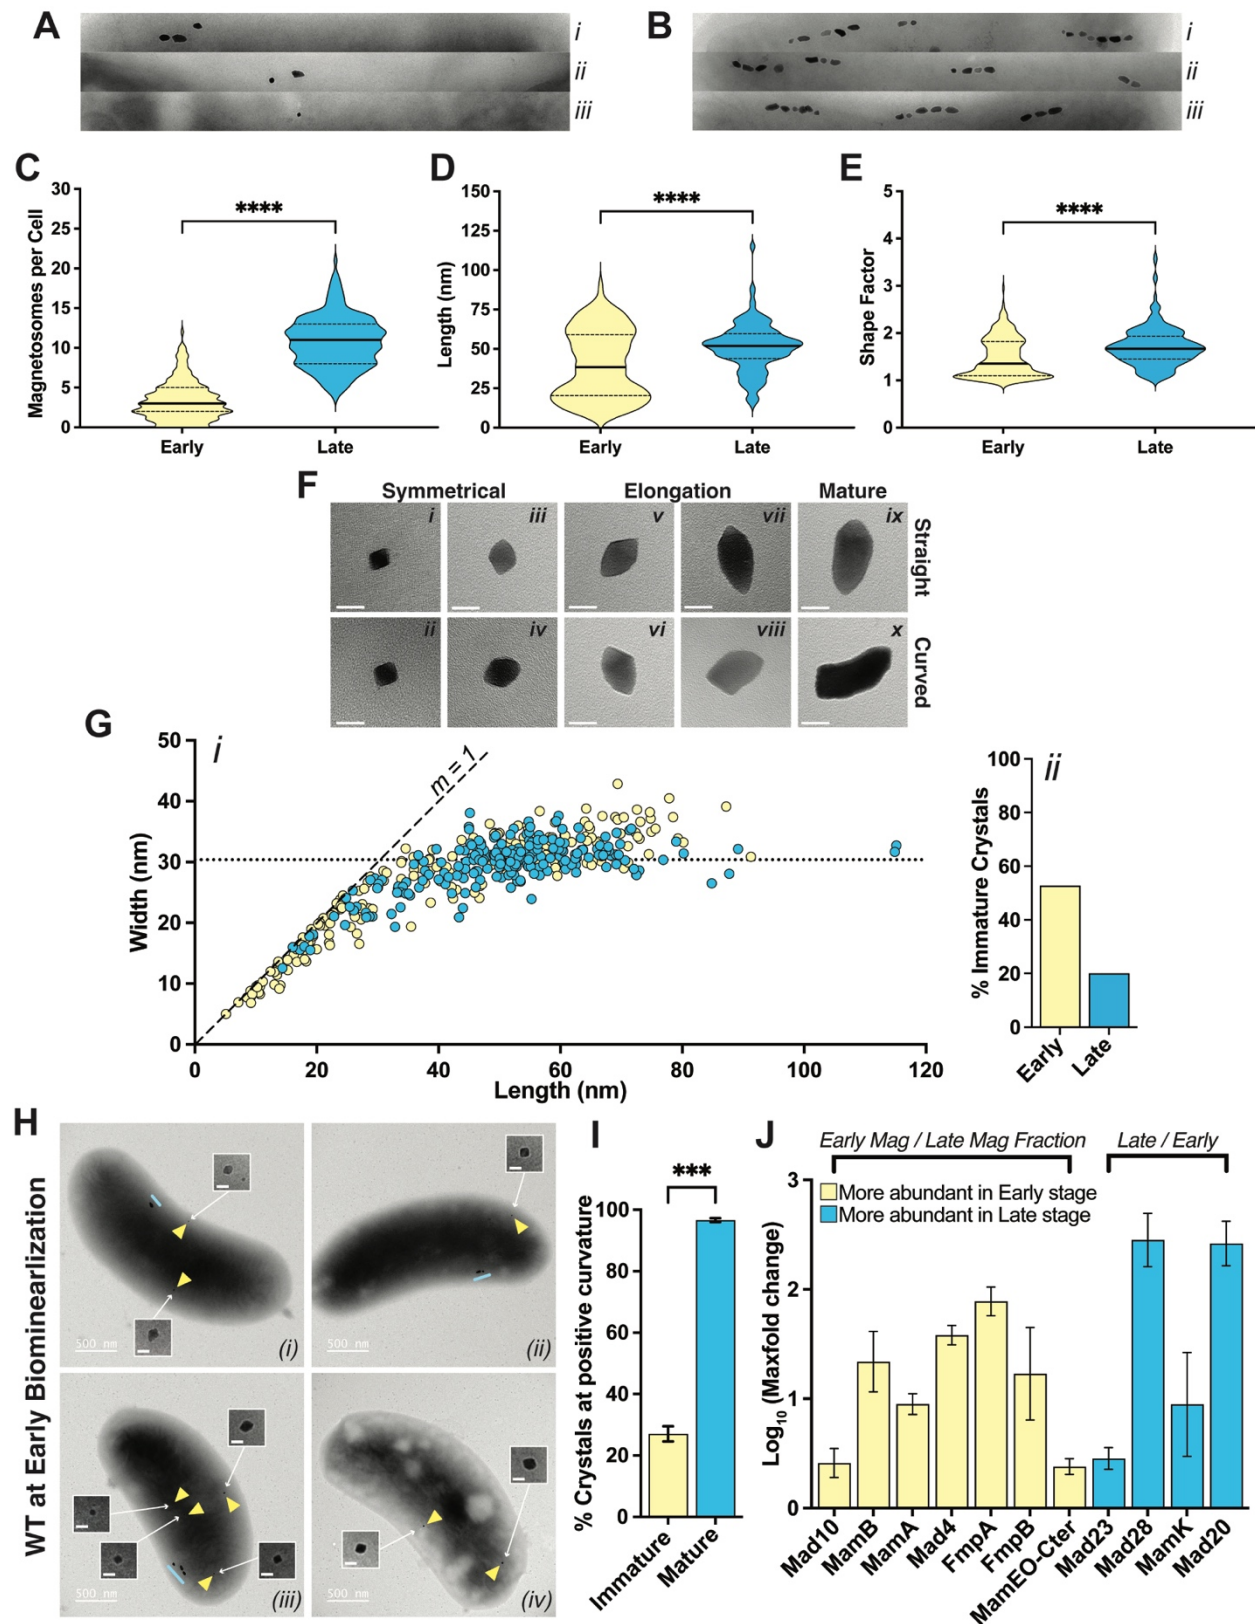 A
i
ii
iii
B
i
ii
iii
C
Magnetosomes per Cell
30
25
20
15
10
5
0
****
Early
Late
D
Length (nm)
150
125
100
75
50
25
0
****
Early
Late
E
Shape Factor
5
4
3
2
1
0
****
Early
Late
F
Symmetrical
Elongation
Mature
i
iii
v
vii
ix
Straight
ii
iv
vi
viii
x
Curved
G
i
m = 1
Width (nm)
50
40
30
20
10
0
0
20
40
60
80
100
120
Length (nm)
ii
% Immature Crystals
100
80
60
40
20
0
Early
Late
H
WT at Early Biominearlization
500 nm
(i)
500 nm
(ii)
500 nm
(iii)
500 nm
(iv)
I
***
% Crystals at positive curvature
100
80
60
40
20
0
Immature
Mature
J
Early Mag / Late Mag Fraction
Late / Early
More abundant in Early stage
More abundant in Late stage
Log10 (Maxfold change)
3
2
1
0
Mad10
MamB
MamA
Mad4
FmpA
FmpB
MamEO-Cter
Mad23
Mad28
MamK
Mad20